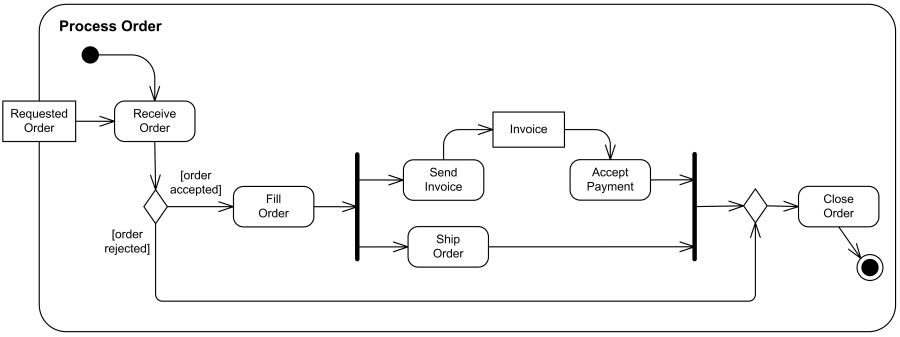 Process Order
Requested
Order
Receive
Order
[order
accepted]
[order
rejected]
Fill
Order
Send
Invoice
Invoice
Accept
Payment
Ship
Order
Close
Order